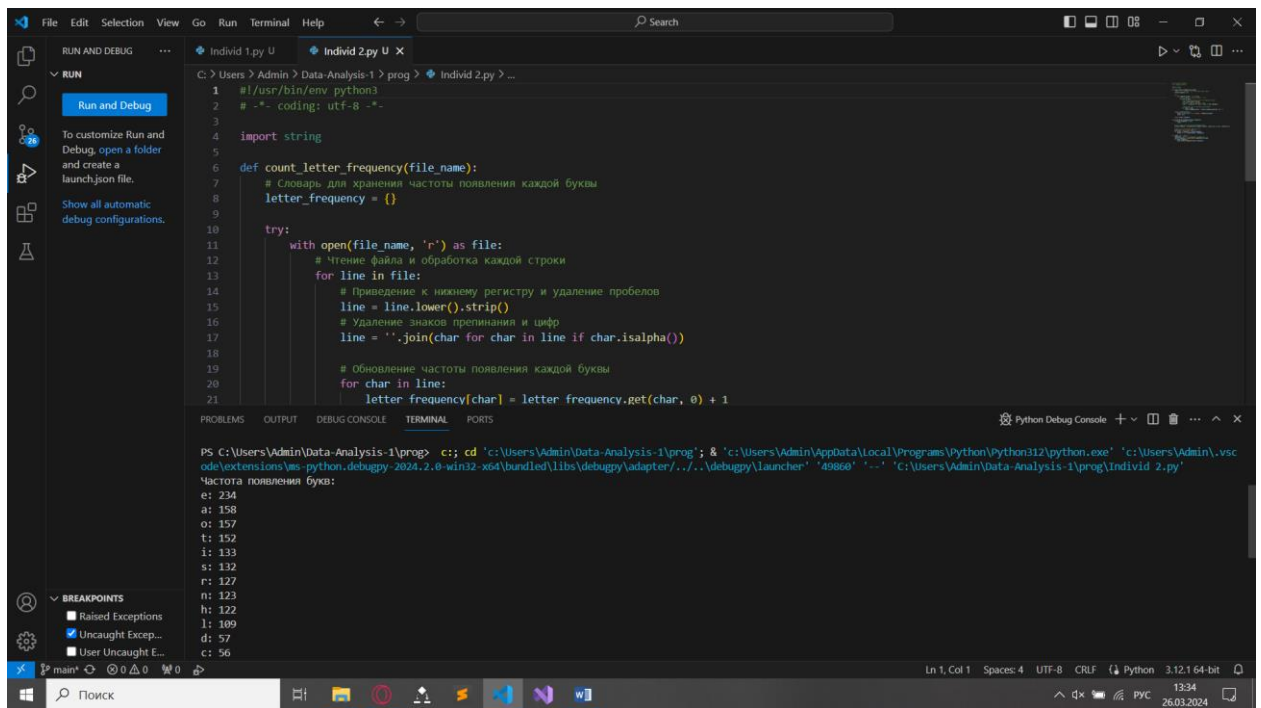 File Edit Selection View Go Run Terminal Help
Search
RUN AND DEBUG
RUN
Run and Debug
To customize Run and
Debug, open a folder
and create a
launch.json file.
Show all automatic
debug configurations.
26
Individ 1.py U
Individ 2.py U
C: > Users > Admin > Data-Analysis-1 > prog > Individ 2.py > ...
1 #!/usr/bin/env python3
2 # -*- coding: utf-8 -*-
3
4 import string
5
6 def count_letter_frequency(file_name):
7 # Словарь для хранения частоты появления каждой буквы
8 letter_frequency = {}
9
10 try:
11 with open(file_name, 'r') as file:
12 # Чтение файла и обработка каждой строки
13 for line in file:
14 # Приведение к нижнему регистру и удаление пробелов
15 line = line.lower().strip()
16 # Удаление знаков препинания и цифр
17 line = ''.join(char for char in line if char.isalpha())
18
19 # Обновление частоты появления каждой буквы
20 for char in line:
21 letter_frequency[char] = letter_frequency.get(char, 0) + 1
PROBLEMS OUTPUT DEBUG CONSOLE TERMINAL PORTS
Python Debug Console
PS C:\Users\Admin\Data-Analysis-1\prog> c:; cd 'c:\Users\Admin\Data-Analysis-1\prog'; & 'c:\Users\Admin\AppData\Local\Programs\Python\Python312\python.exe' 'c:\Users\Admin\.vsc
ode\extensions\ms-python.debugpy-2024.2.0-win32-x64\bundled\libs\debugpy\adapter/../..\debugpy\launcher' '49860' '--' 'C:\Users\Admin\Data-Analysis-1\prog\Individ 2.py'
Частота появления букв:
e: 234
a: 158
o: 157
t: 152
i: 133
s: 132
r: 127
n: 123
h: 122
l: 109
d: 57
c: 56
BREAKPOINTS
Raised Exceptions
Uncaught Excep...
User Uncaught E...
main* 0 0 0
Ln 1, Col 1 Spaces: 4 UTF-8 CRLF Python 3.12.1 64-bit
Поиск
РУС
13:34
26.03.2024